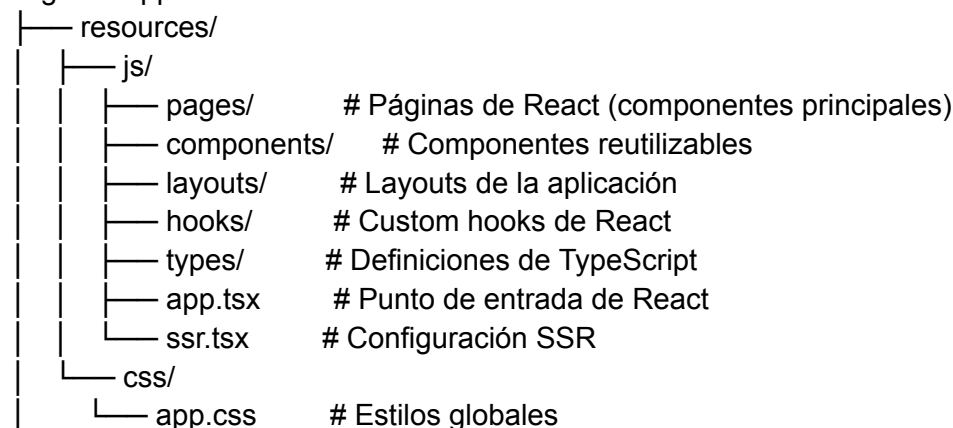 ├── resources/
│ ├── js/
│ │ ├── pages/ # Páginas de React (componentes principales)
│ │ ├── components/ # Componentes reutilizables
│ │ ├── layouts/ # Layouts de la aplicación
│ │ ├── hooks/ # Custom hooks de React
│ │ ├── types/ # Definiciones de TypeScript
│ │ ├── app.tsx # Punto de entrada de React
│ │ └── ssr.tsx # Configuración SSR
│ └── css/
│ └── app.css # Estilos globales